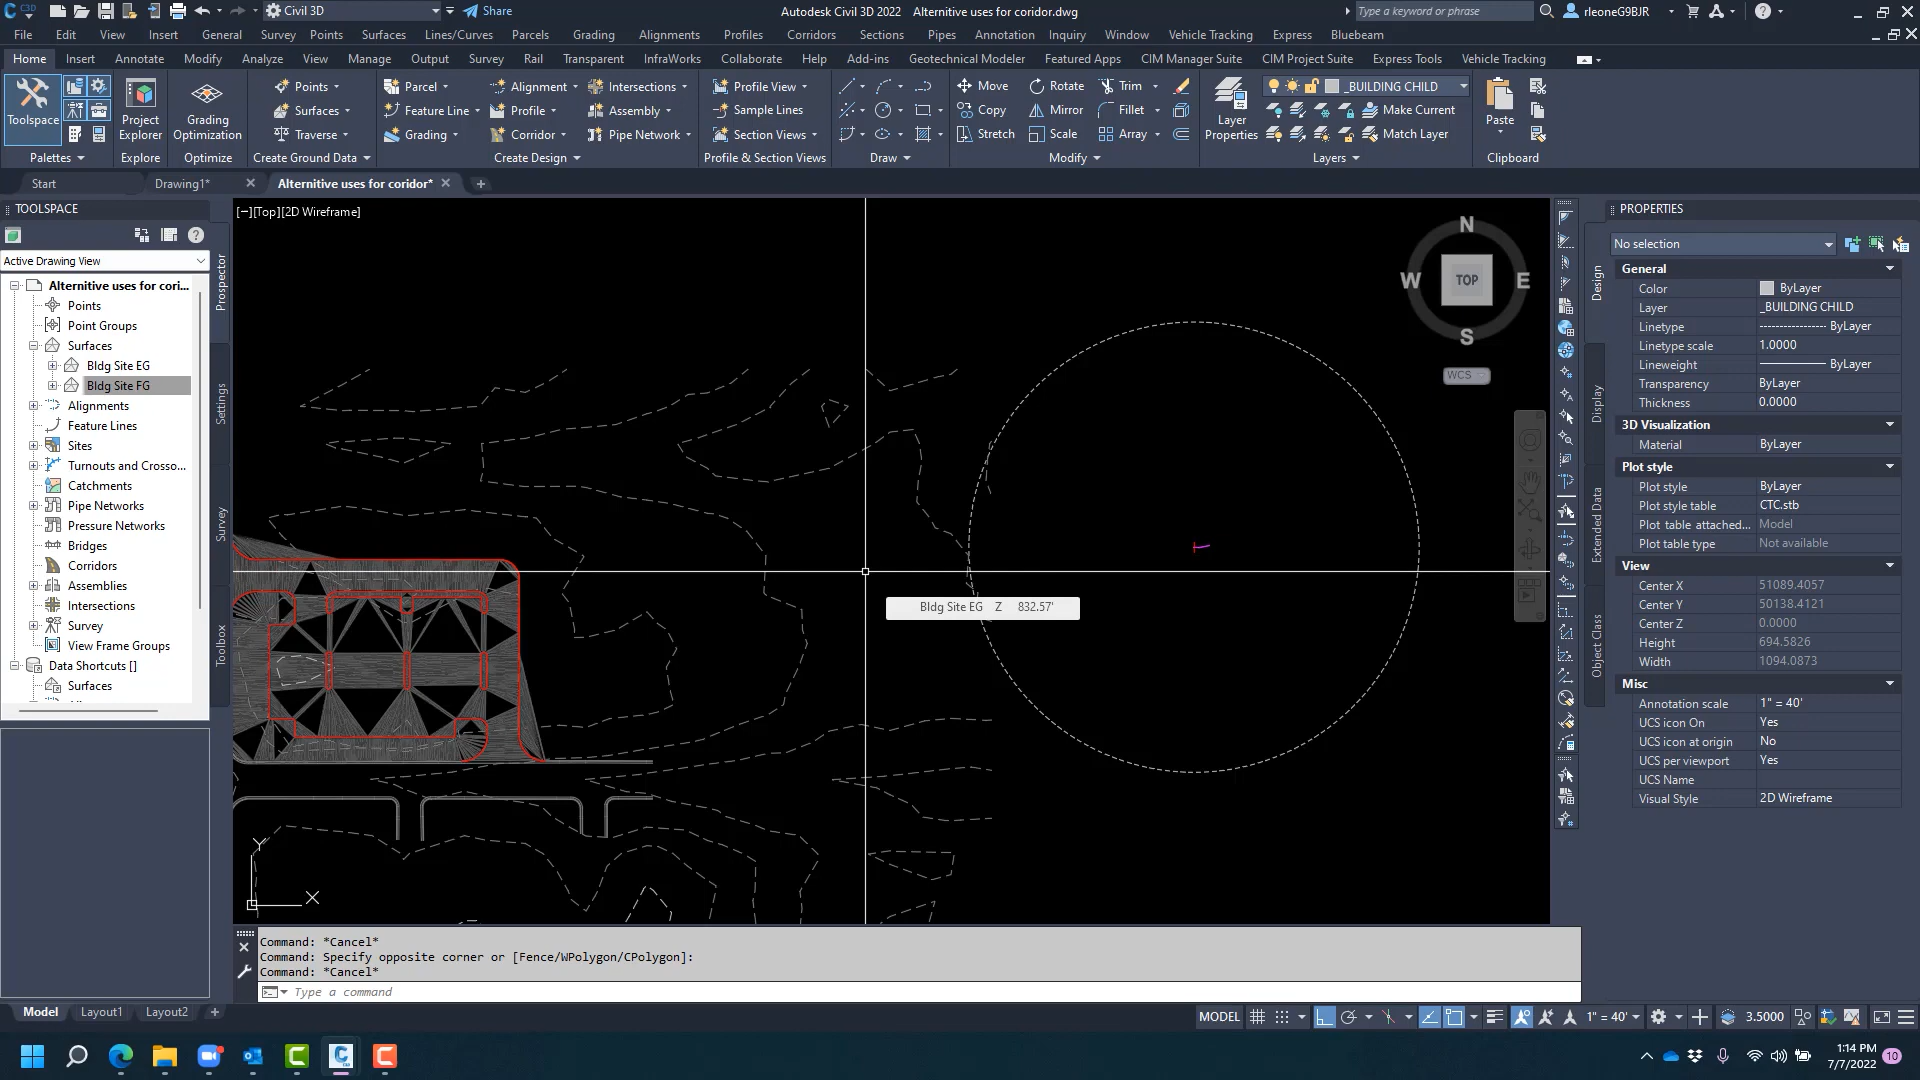 C3D
Civil 3D
Share
Autodesk Civil 3D 2022 Alternitive uses for coridor.dwg
Type a keyword or phrase
rleoneG9BJR
File Edit View Insert General Survey Points Surfaces Lines/Curves Parcels Grading Alignments Profiles Corridors Sections Pipes Annotation Inquiry Window Vehicle Tracking Express Bluebeam
Home Insert Annotate Modify Analyze View Manage Output Survey Rail Transparent InfraWorks Collaborate Help Add-ins Geotechnical Modeler Featured Apps CIM Manager Suite CIM Project Suite Express Tools Vehicle Tracking
Toolspace
Project Explorer
Grading Optimization
Points
Surfaces
Traverse
Parcel
Feature Line
Grading
Alignment
Profile
Corridor
Intersections
Assembly
Pipe Network
Profile View
Sample Lines
Section Views
Move
Copy
Stretch
Rotate
Mirror
Scale
Trim
Fillet
Array
Layer Properties
_BUILDING CHILD
Make Current
Match Layer
Paste
Palettes Explore Optimize Create Ground Data Create Design Profile & Section Views Draw Modify Layers Clipboard
Start Drawing1* Alternitive uses for coridor*
TOOLSPACE
Active Drawing View
Alternitive uses for cori...
Points
Point Groups
Surfaces
Bldg Site EG
Bldg Site FG
Alignments
Feature Lines
Sites
Turnouts and Crosso...
Catchments
Pipe Networks
Pressure Networks
Bridges
Corridors
Assemblies
Intersections
Survey
View Frame Groups
Data Shortcuts []
Surfaces
Prospector
Settings
Survey
Toolbox
[−][Top][2D Wireframe]
N
W TOP E
S
WCS
Bldg Site EG Z 832.57'
Y
X
PROPERTIES
No selection
Design
Display
Extended Data
Object Class
General
Color ByLayer
Layer _BUILDING CHILD
Linetype ByLayer
Linetype scale 1.0000
Lineweight ByLayer
Transparency ByLayer
Thickness 0.0000
3D Visualization
Material ByLayer
Plot style
Plot style ByLayer
Plot style table CTC.stb
Plot table attached... Model
Plot table type Not available
View
Center X 51089.4057
Center Y 50138.4121
Center Z 0.0000
Height 694.5826
Width 1094.0873
Misc
Annotation scale 1" = 40'
UCS icon On Yes
UCS icon at origin No
UCS per viewport Yes
UCS Name
Visual Style 2D Wireframe
Command: *Cancel*
Command: Specify opposite corner or [Fence/WPolygon/CPolygon]:
Command: *Cancel*
Type a command
Model Layout1 Layout2
MODEL 1" = 40' 3.5000
1:14 PM
7/7/2022
10